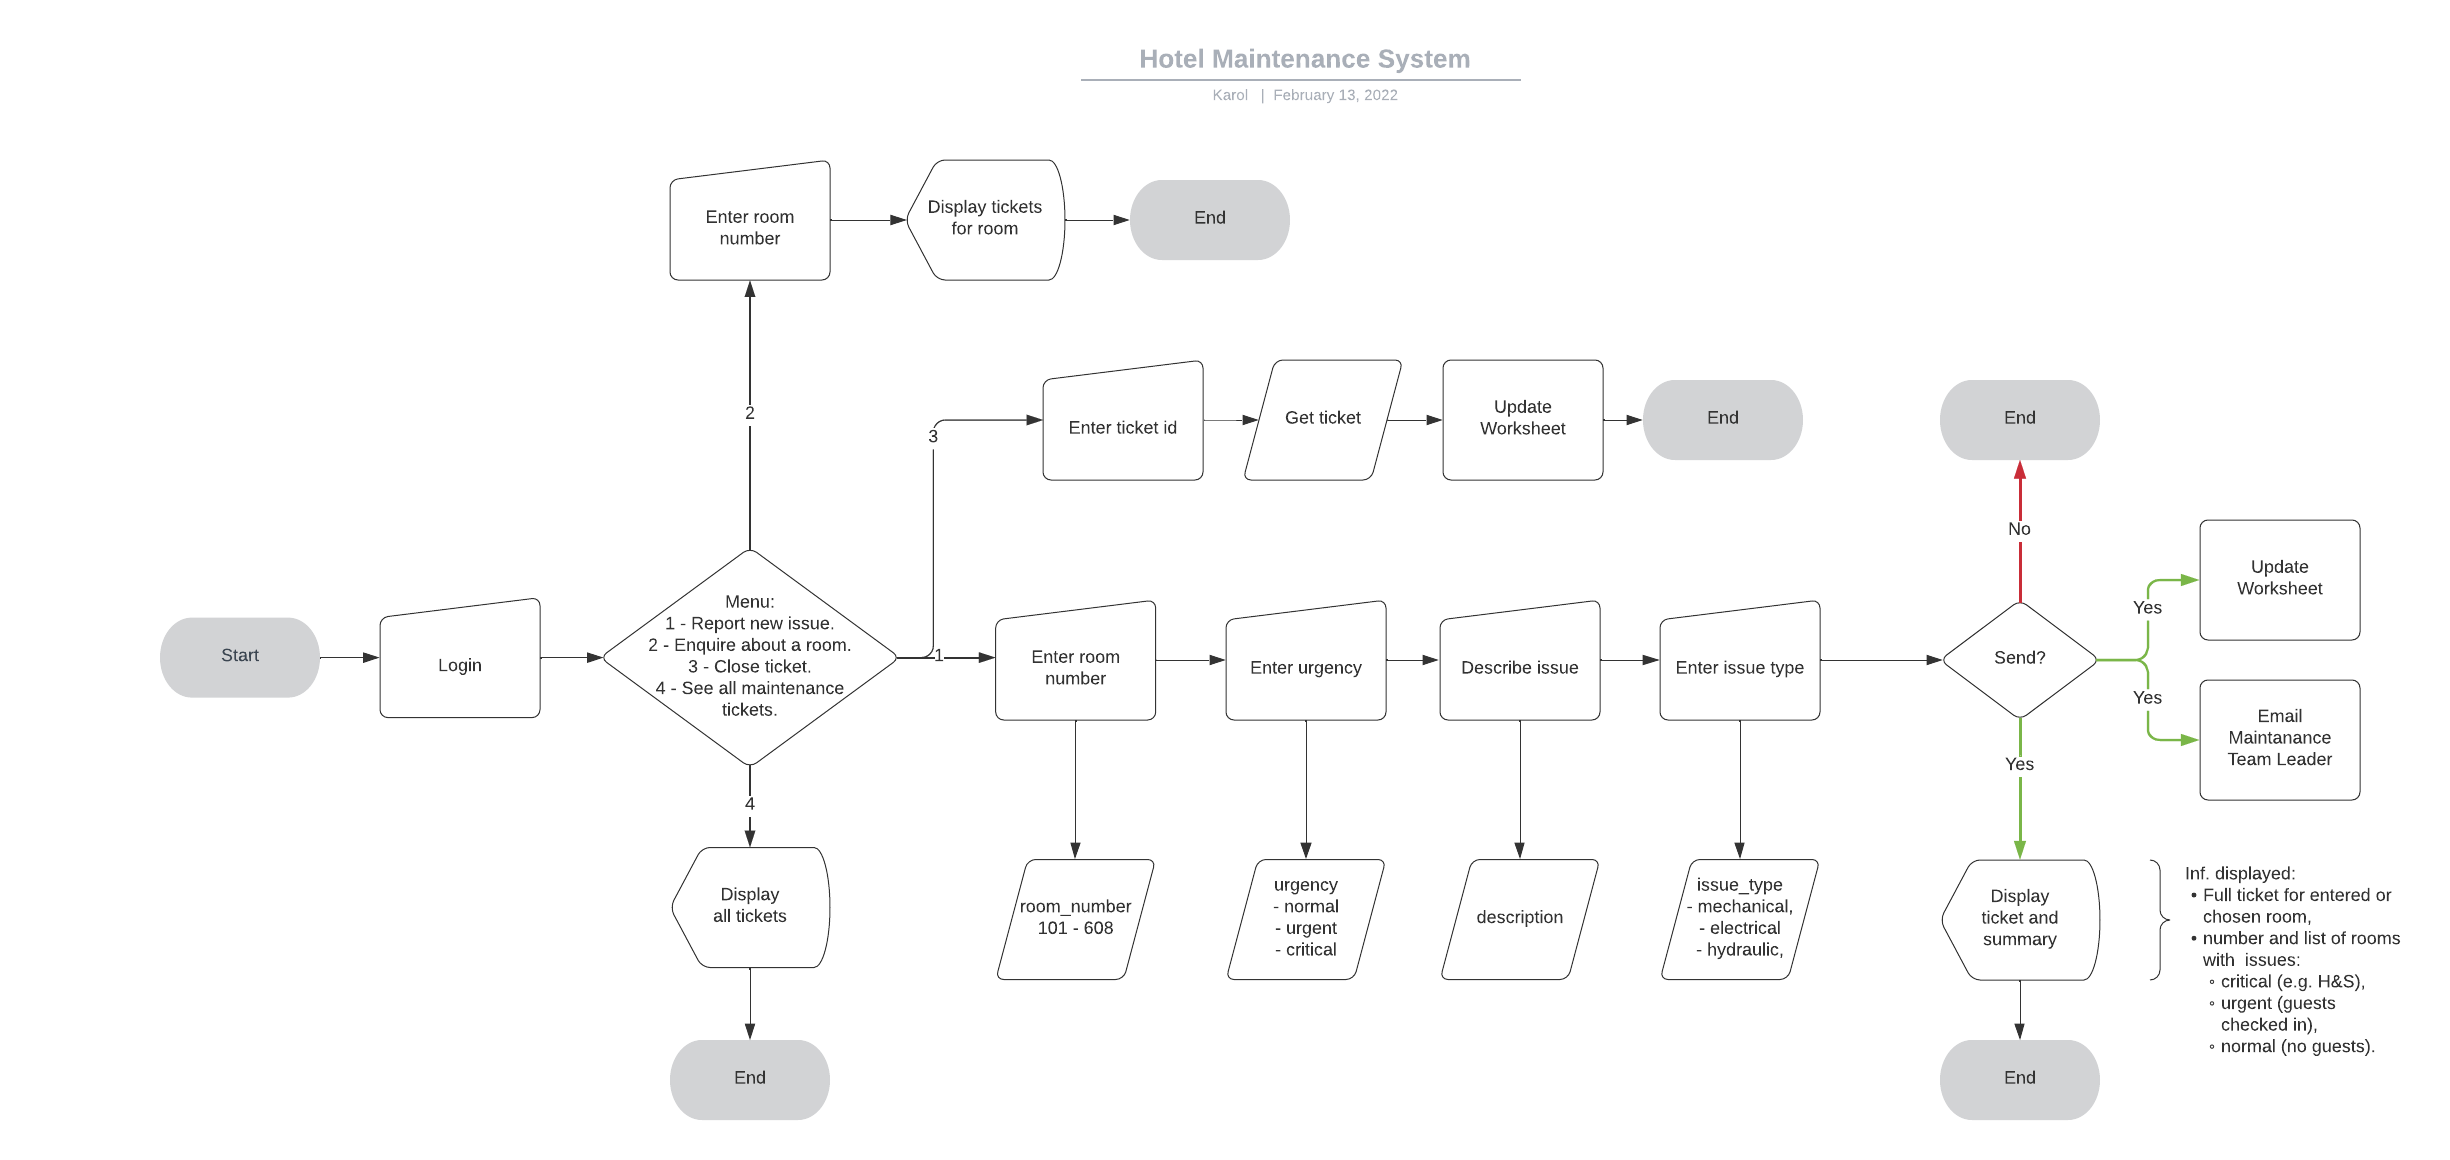 Hotel Maintenance System
Karol | February 13, 2022
Enter room
number
Display tickets
for room
End
2
3
Enter ticket id
Get ticket
Update
Worksheet
End
End
No
Start
Login
Menu:
1 - Report new issue.
2 - Enquire about a room.
3 - Close ticket.
4 - See all maintenance
tickets.
1
Enter room
number
Enter urgency
Describe issue
Enter issue type
Send?
Yes
Update
Worksheet
Yes
Email
Maintanance
Team Leader
Yes
4
Display
all tickets
room_number
101 - 608
urgency
- normal
- urgent
- critical
description
issue_type
- mechanical,
- electrical
- hydraulic,
Display
ticket and
summary
Inf. displayed:
• Full ticket for entered or
chosen room,
• number and list of rooms
with  issues:
◦ critical (e.g. H&S),
◦ urgent (guests
checked in),
◦ normal (no guests).
End
End